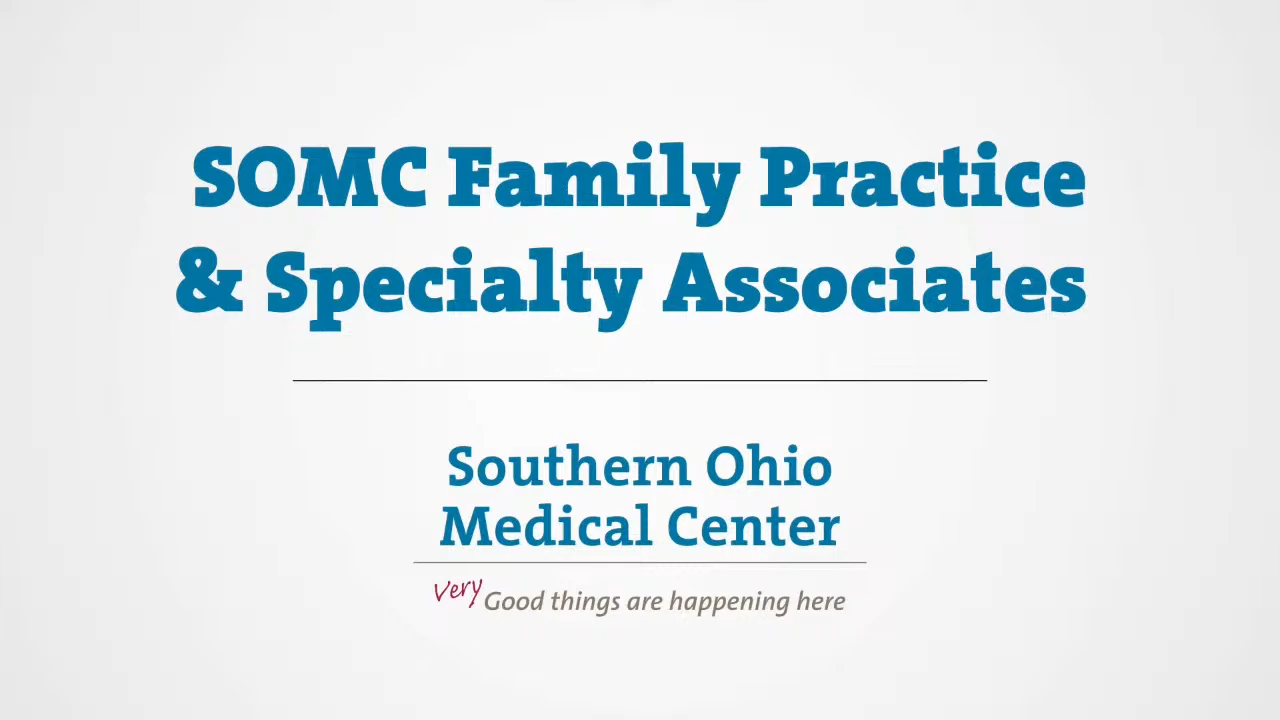 SOMC Family Practice
& Specialty Associates
Southern Ohio
Medical Center
Very Good things are happening here